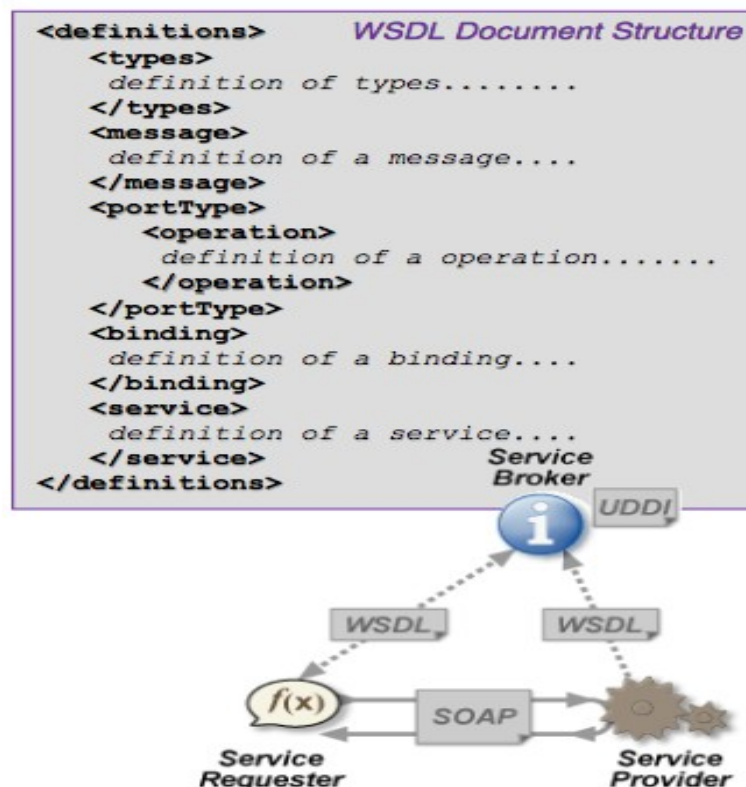 <definitions> WSDL Document Structure
<types>
definition of types........
</types>
<message>
definition of a message....
</message>
<portType>
<operation>
definition of a operation.......
</operation>
</portType>
<binding>
definition of a binding....
</binding>
<service>
definition of a service....
</service>
</definitions>
Service
Broker
UDDI
WSDL
WSDL
f(x)
SOAP
Service
Requester
Service
Provider